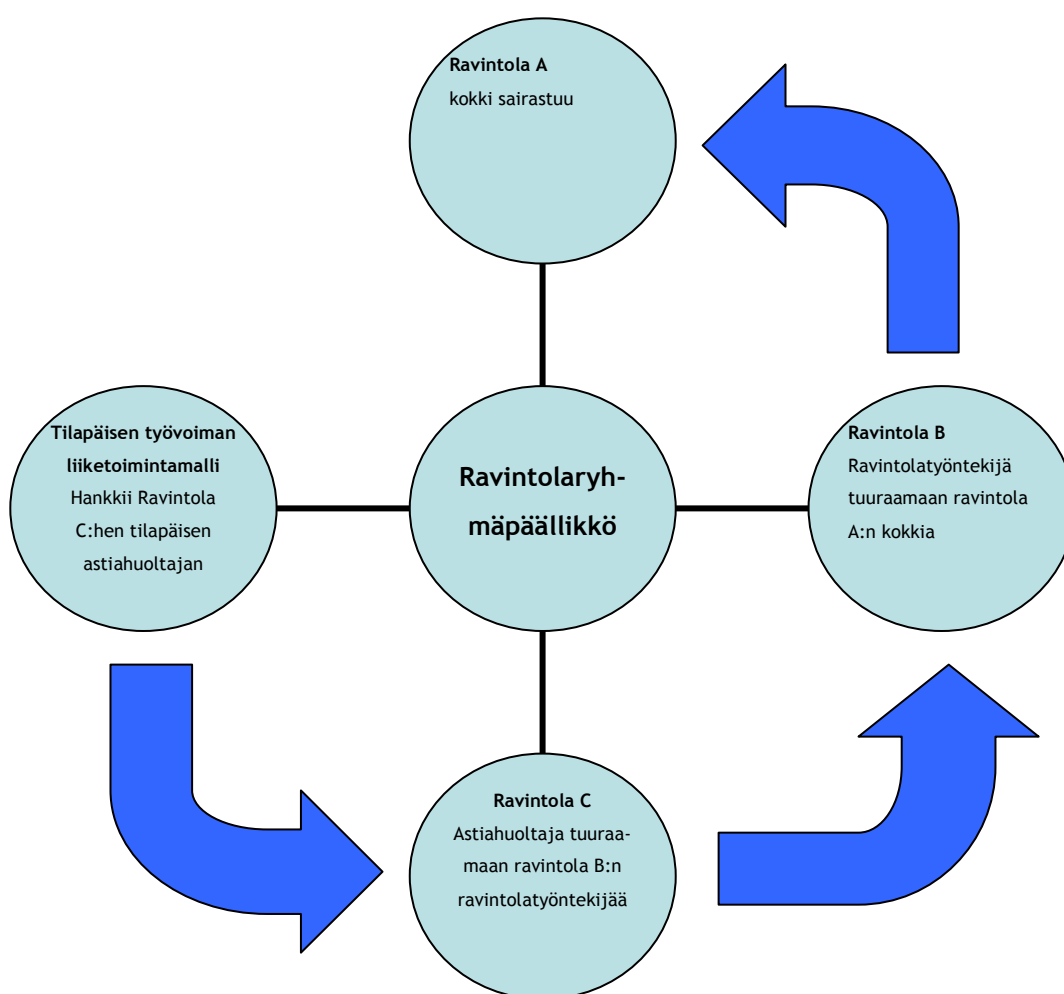 Ravintola A
kokki sairastuu
Tilapäisen työvoiman
liiketoimintamalli
Hankkii Ravintola
C:hen tilapäisen
astiahuoltajan
Ravintolaryh-
mäpäällikkö
Ravintola B
Ravintolatyöntekijä
tuuraamaan ravintola
A:n kokkia
Ravintola C
Astiahuoltaja tuuraa-
maan ravintola B:n
ravintolatyöntekijää